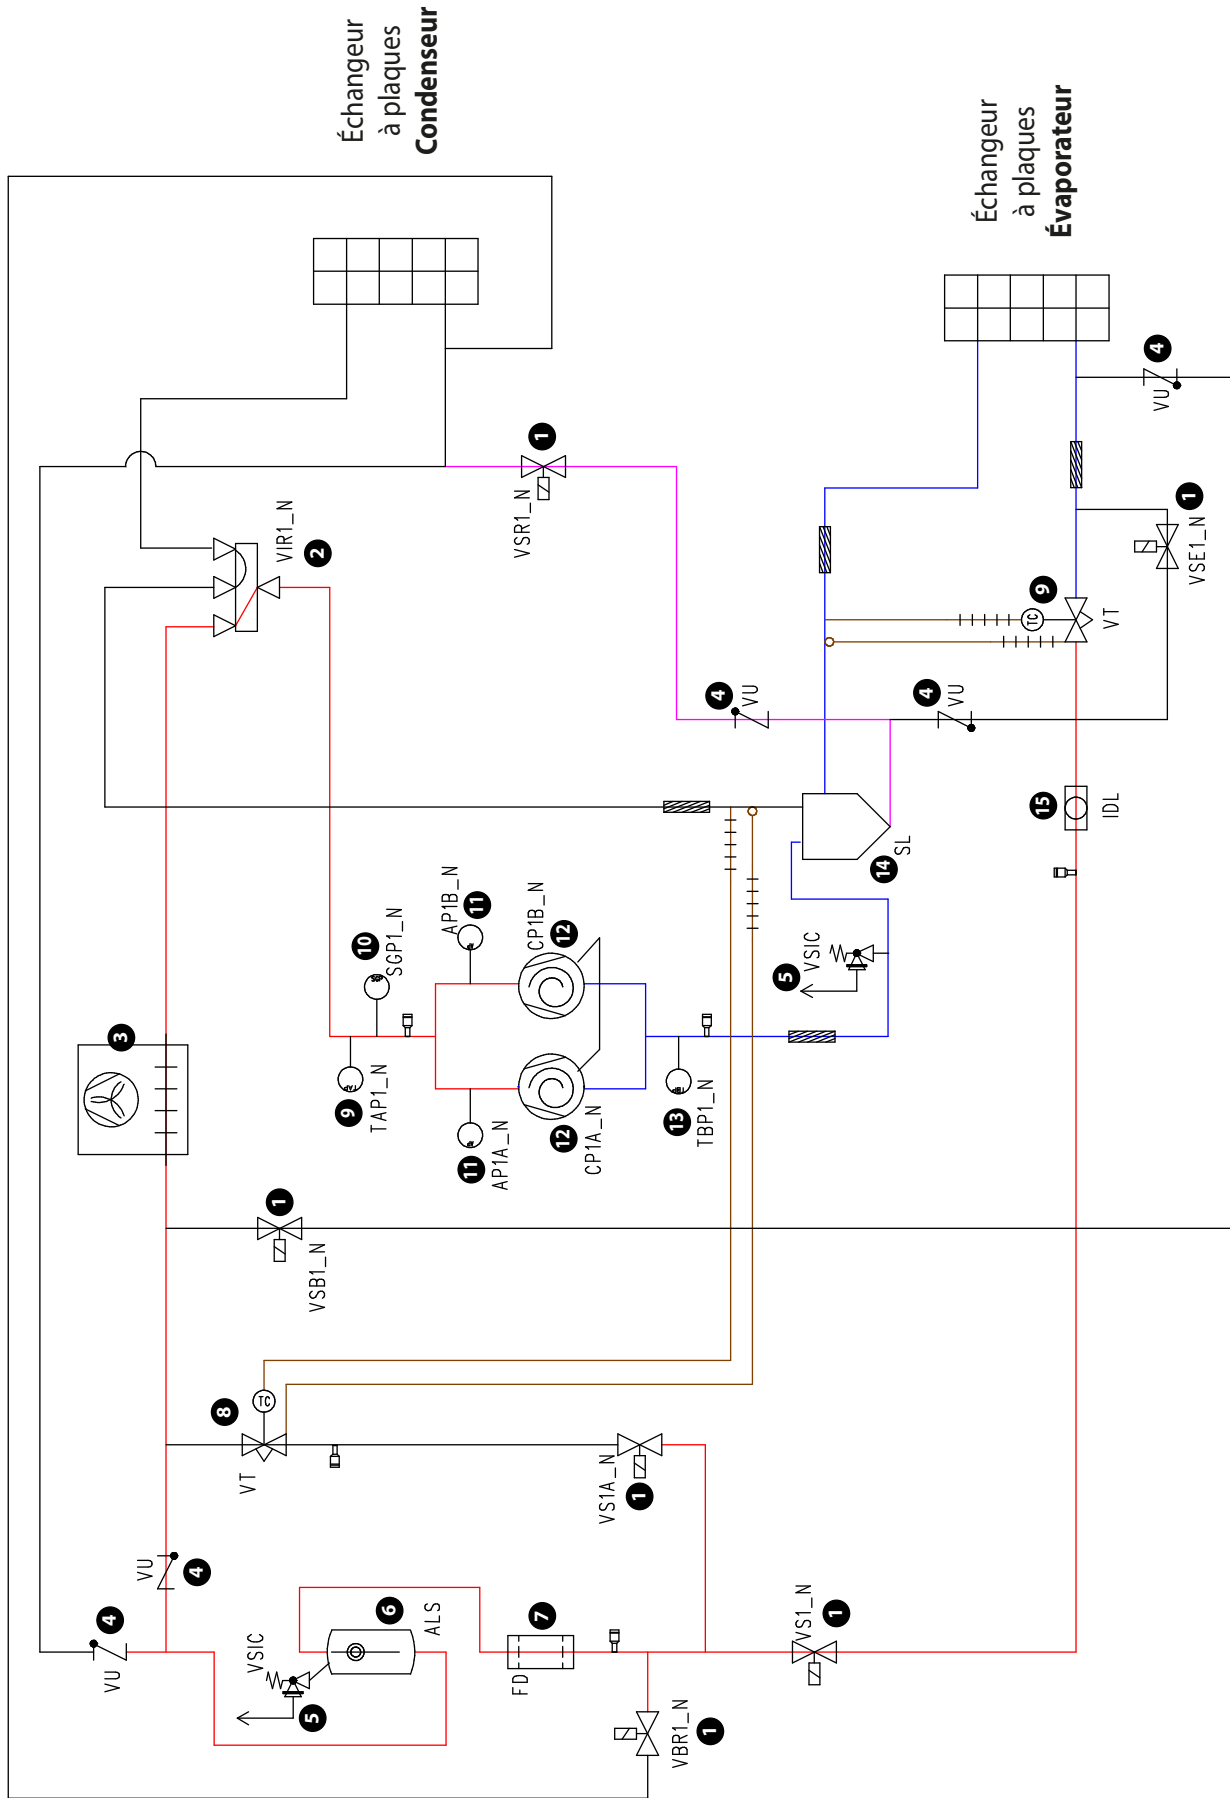 Échangeur
à plaques
Condenseur
Échangeur
à plaques
Évaporateur
VIR1_N
2
VSR1_N
1
4
VU
VSE1_N
1
9
TC
VT
4
VU
4
VU
15
IDL
14
SL
5
VSIC
3
10
SGP1_N
AP1B_N
11
CP1B_N
12
9
TAP1_N
11
AP1A_N
12
CP1A_N
13
TBP1_N
1
VSB1_N
8
TC
VT
VS1A_N
1
VU
4
4
VU
VSIC
5
6
ALS
7
FD
VS1_N
1
VBR1_N
1